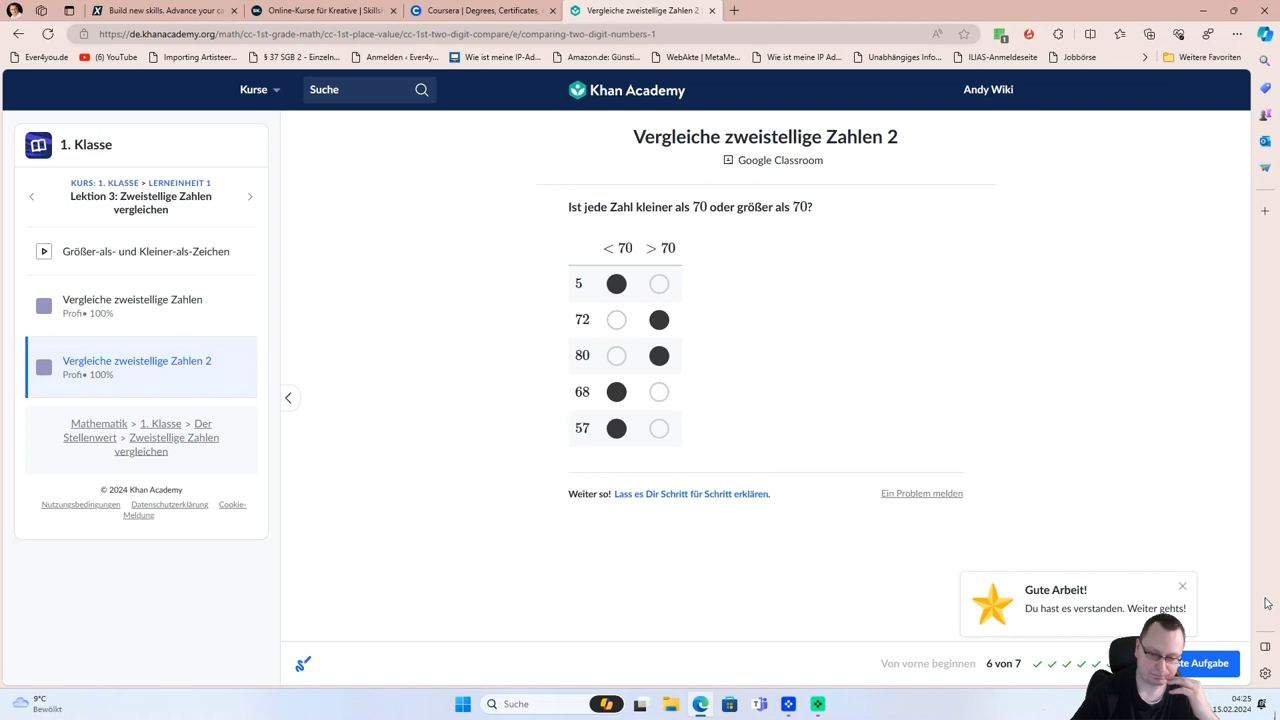 Build new skills. Advance your ca
Online-Kurse für Kreative | Skills
Coursera | Degrees, Certificates,
Vergleiche zweistellige Zahlen 2
https://de.khanacademy.org/math/cc-1st-grade-math/cc-1st-place-value/cc-1st-two-digit-compare/e/comparing-two-digit-numbers-1
Ever4you.de
(6) YouTube
Importing Artisteer...
§ 37 SGB 2 - Einzeln...
Anmelden ‹ Ever4y...
Wie ist meine IP-Ad...
Amazon.de: Günsti...
WebAkte | MetaMe...
Wie ist meine IP-Ad...
Unabhängiges Info...
ILIAS-Academy
Jobbörse
Weitere Favoriten
Kurse
Suche
Khan Academy
Andy Wiki
1. Klasse
KURS: 1. KLASSE > LERNEINHEIT 1
Lektion 3: Zweistellige Zahlen
vergleichen
Größer-als- und Kleiner-als-Zeichen
Vergleiche zweistellige Zahlen
Profi• 100%
Vergleiche zweistellige Zahlen 2
Profi• 100%
Mathematik > 1. Klasse > Der
Stellenwert > Zweistellige Zahlen
vergleichen
© 2024 Khan Academy
Nutzungsbedingungen Datenschutzerklärung Cookie-
Meldung
Vergleiche zweistellige Zahlen 2
Google Classroom
Ist jede Zahl kleiner als 70 oder größer als 70?
< 70 > 70
5
72
80
68
57
Weiter so! Lass es Dir Schritt für Schritt erklären.
Ein Problem melden
Gute Arbeit!
Du hast es verstanden. Weiter gehts!
Von vorne beginnen 6 von 7
ste Aufgabe
9°C
Bewölkt
Suche
04:25
15.02.2024